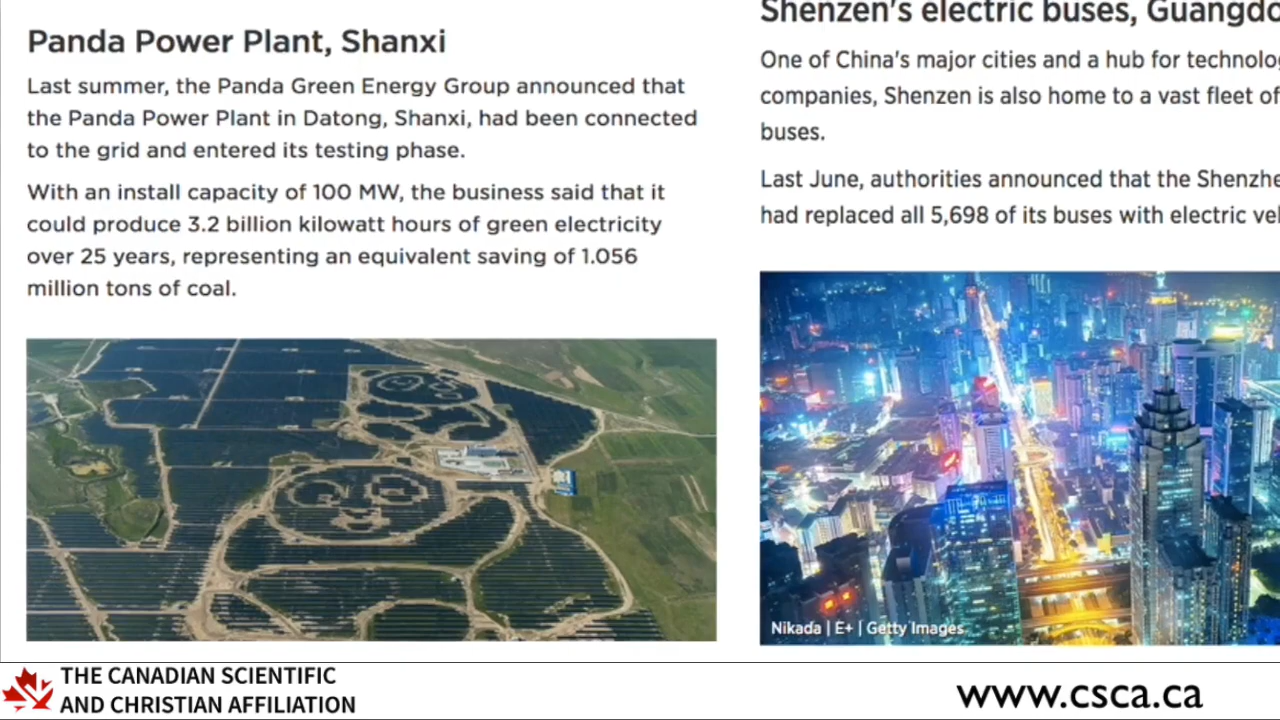 Panda Power Plant, Shanxi
Last summer, the Panda Green Energy Group announced that
the Panda Power Plant in Datong, Shanxi, had been connected
to the grid and entered its testing phase.
With an install capacity of 100 MW, the business said that it
could produce 3.2 billion kilowatt hours of green electricity
over 25 years, representing an equivalent saving of 1.056
million tons of coal.
Shenzen's electric buses, Guangdo
One of China's major cities and a hub for technolog
companies, Shenzen is also home to a vast fleet of
buses.
Last June, authorities announced that the Shenzhe
had replaced all 5,698 of its buses with electric vel
Nikada | E+ | Getty Images
THE CANADIAN SCIENTIFIC
AND CHRISTIAN AFFILIATION
www.csca.ca